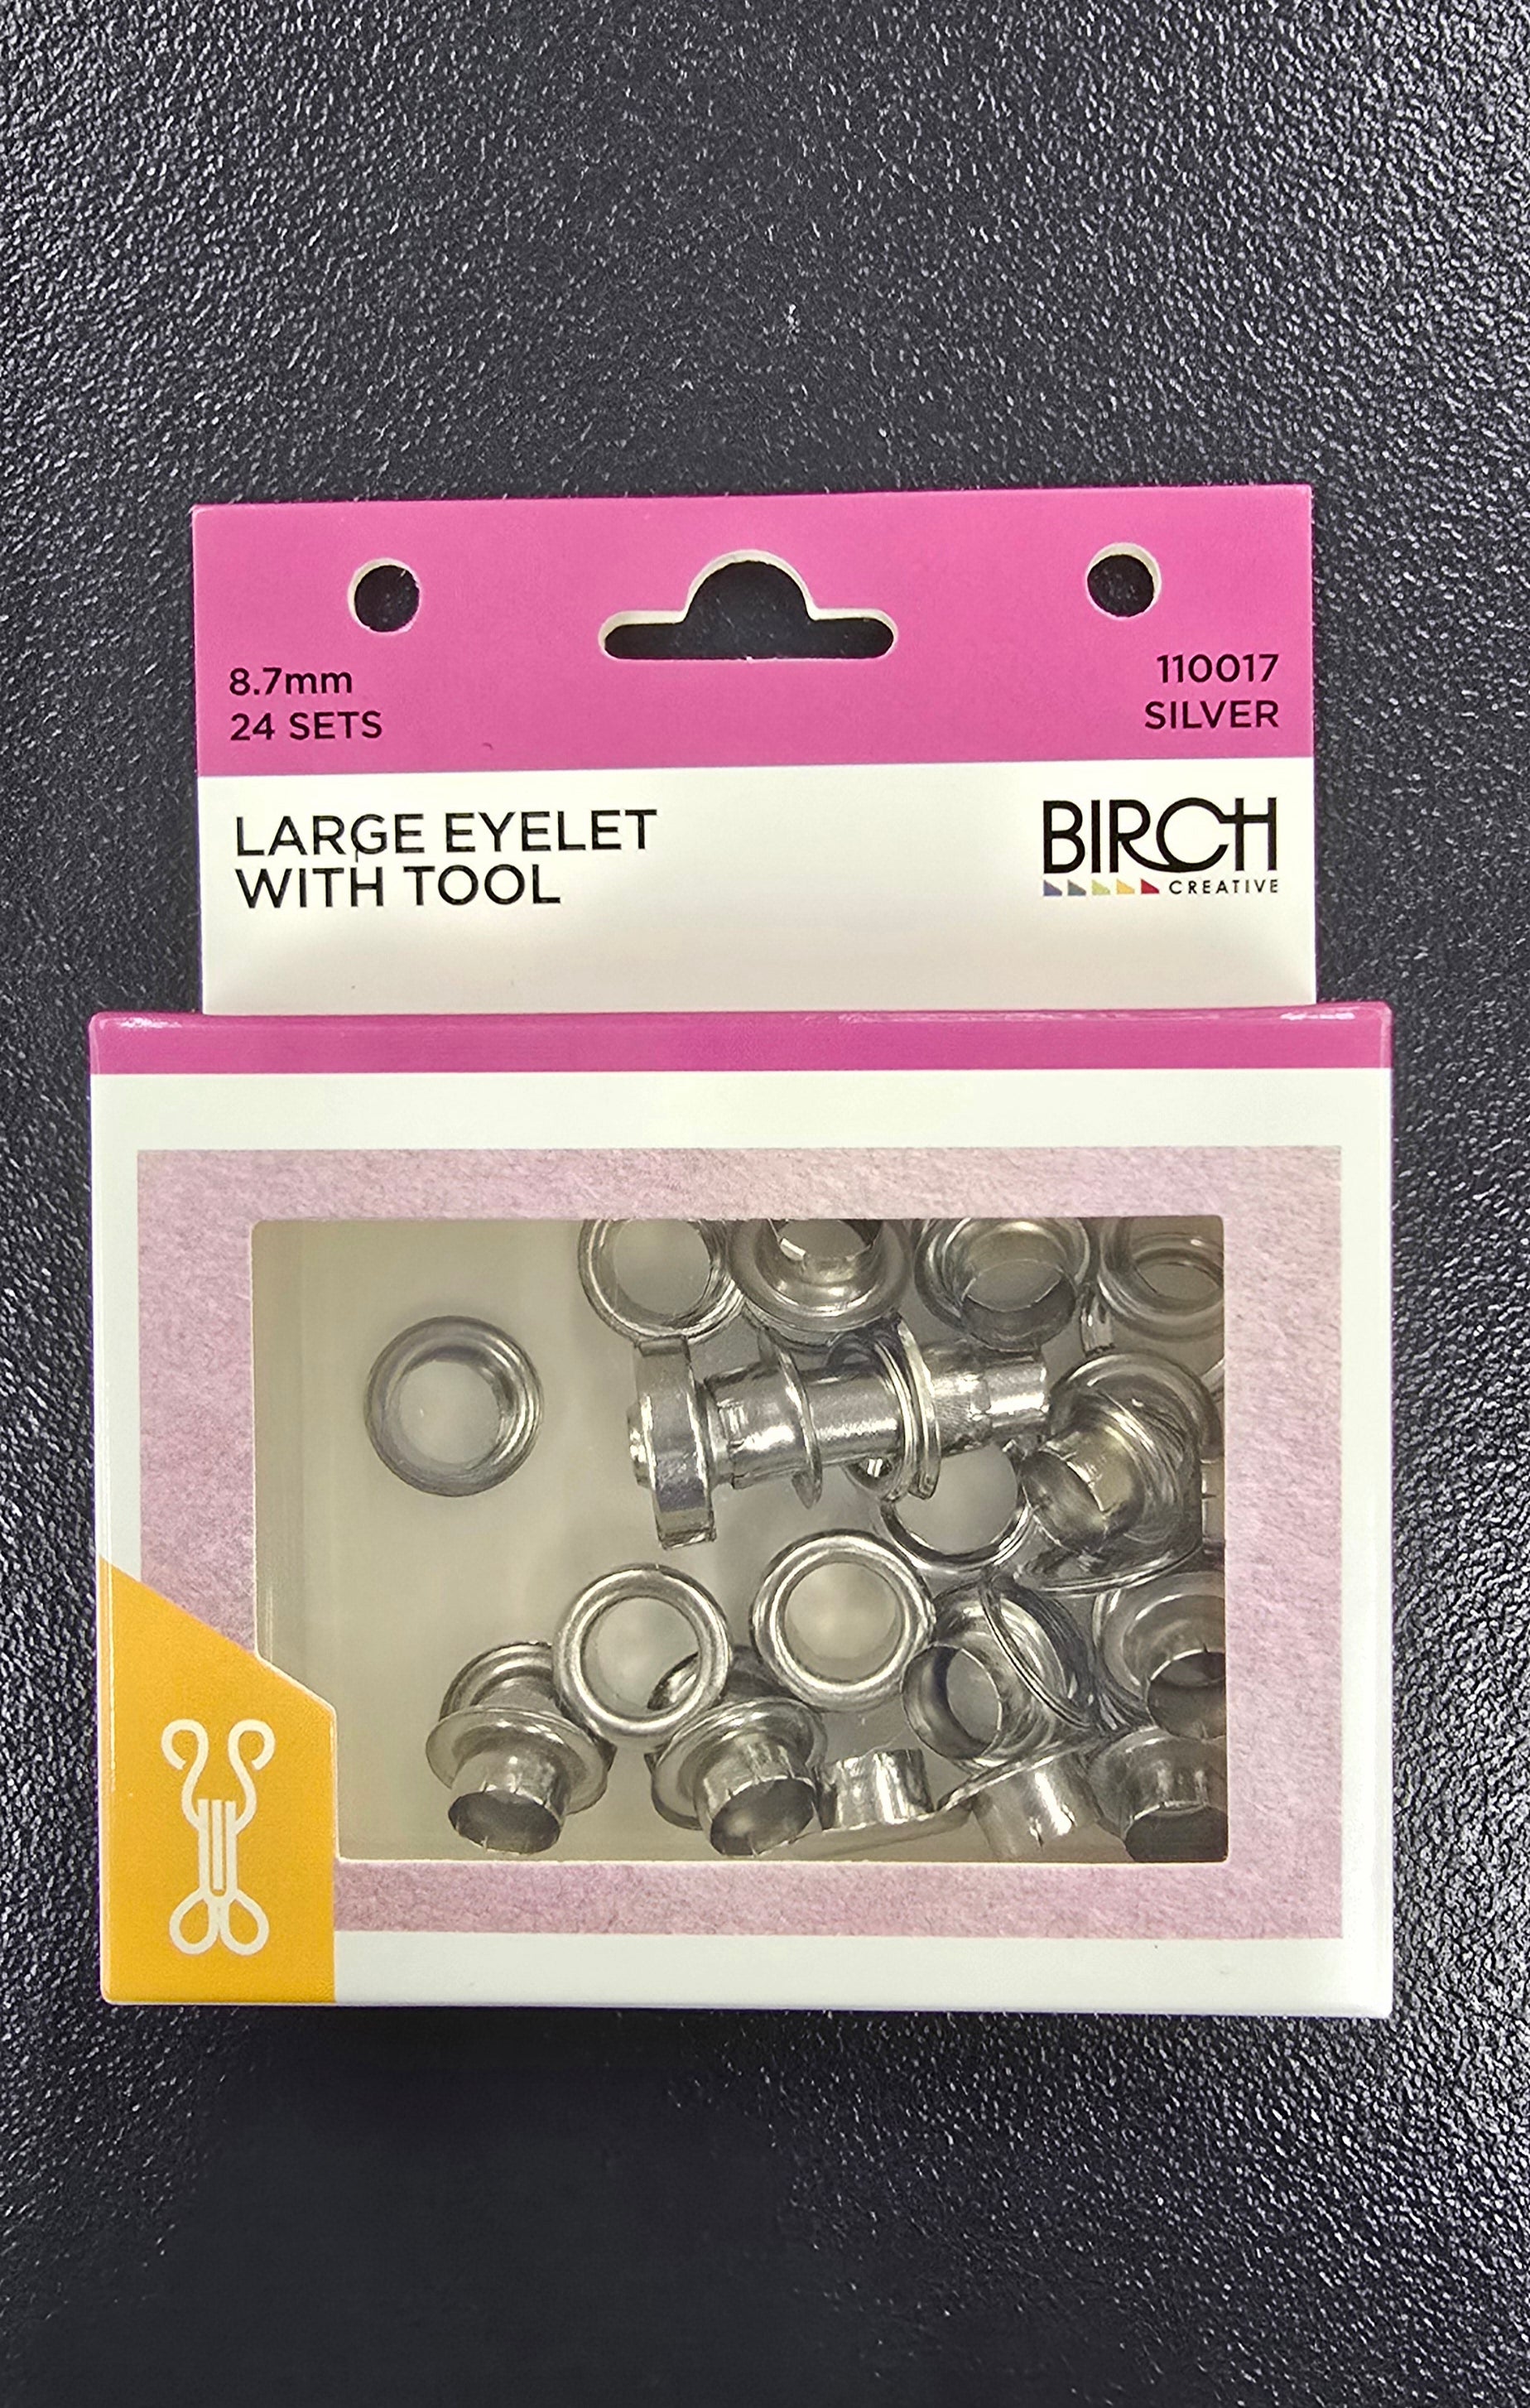 8.7mm
24 SETS
110017
SILVER
LARGE EYELET
WITH TOOL
BIRCH
CREATIVE